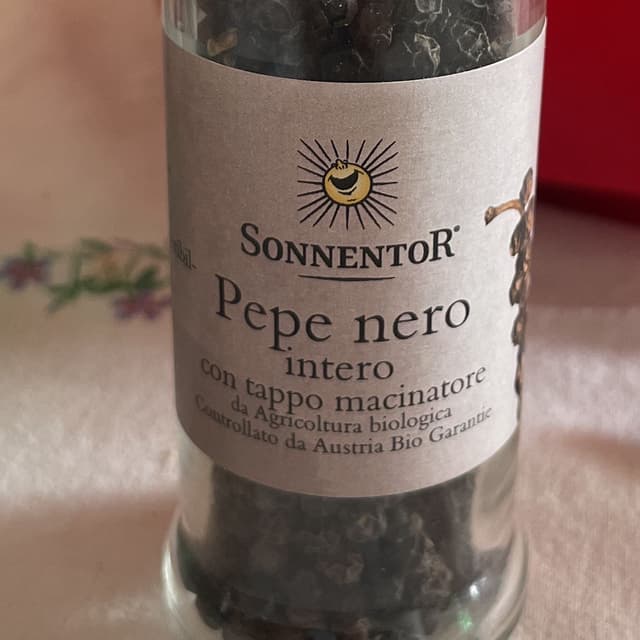 SONNENTOR®
Pepe nero
intero
con tappo macinatore
da Agricoltura biologica
Controllato da Austria Bio Garantie